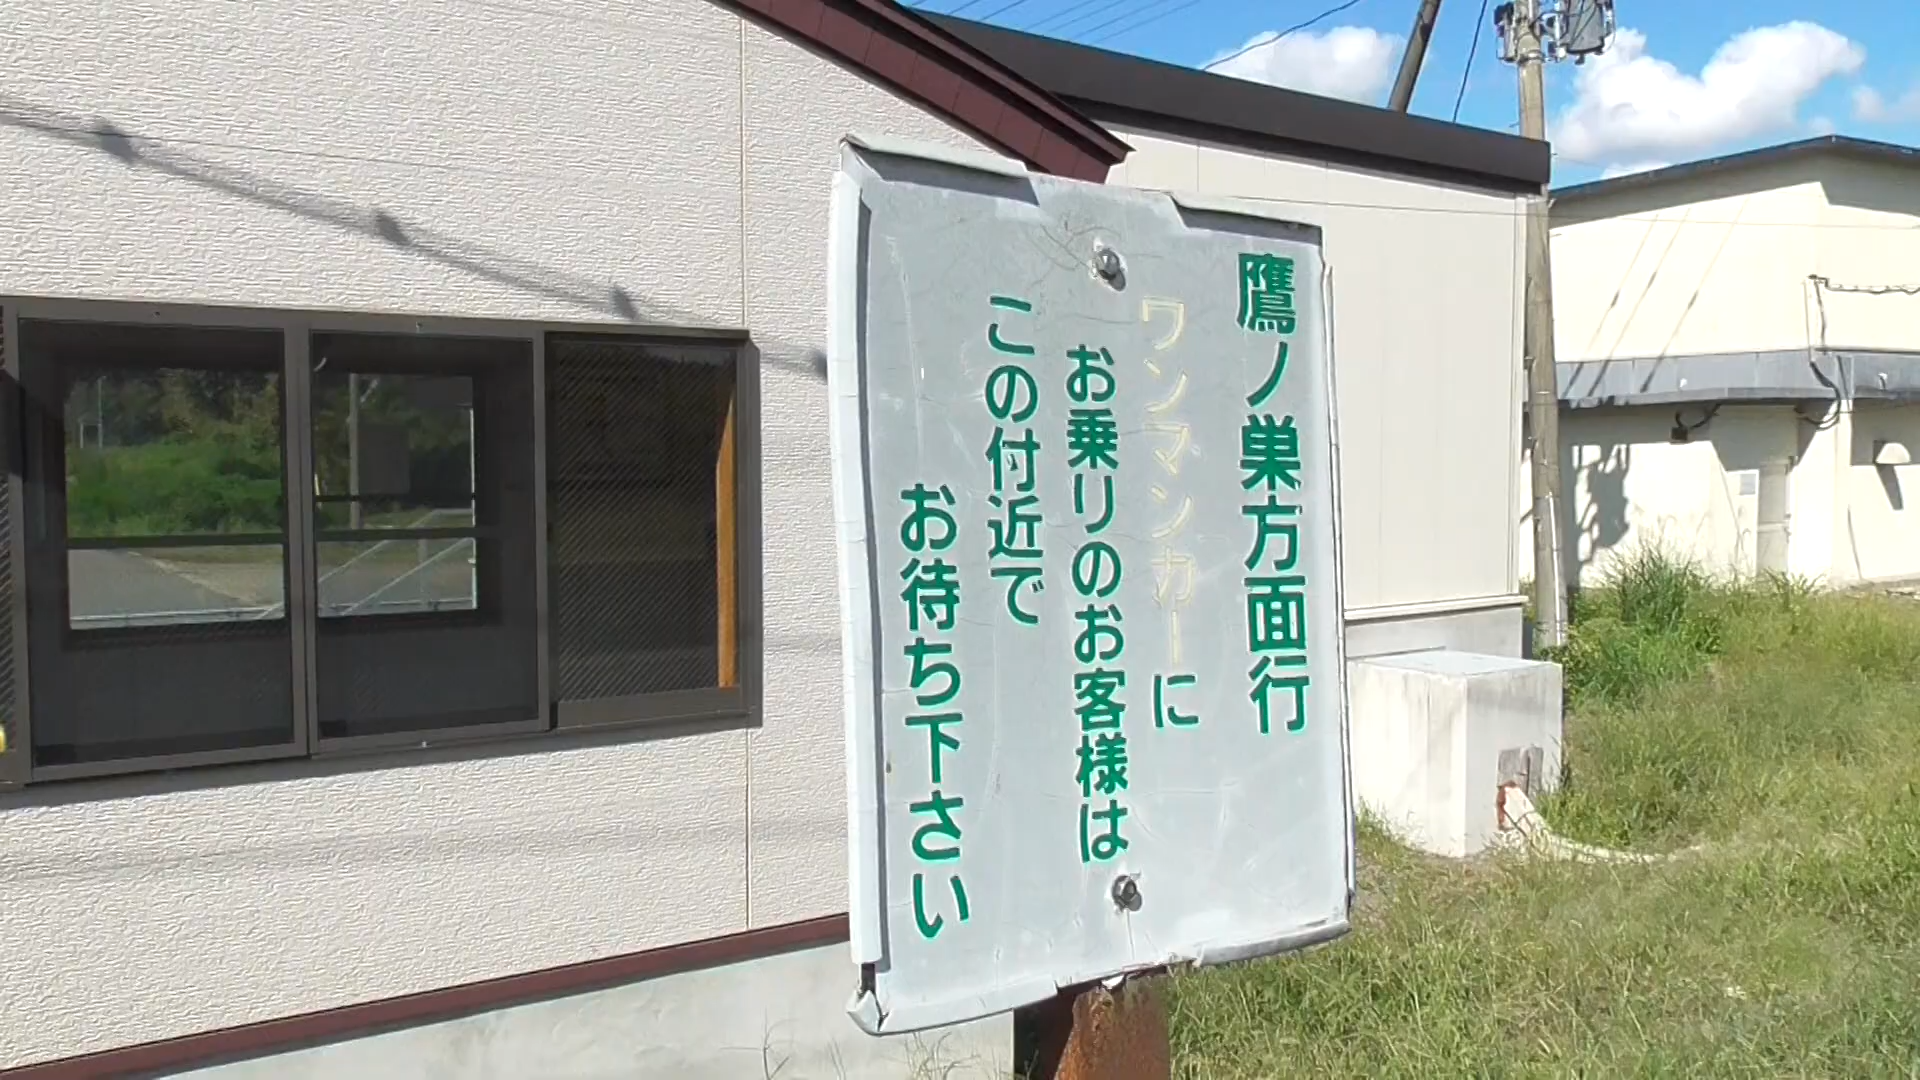 鷹ノ巣方面行
ワンマンカーに
お乗りのお客様は
この付近で
お待ち下さい